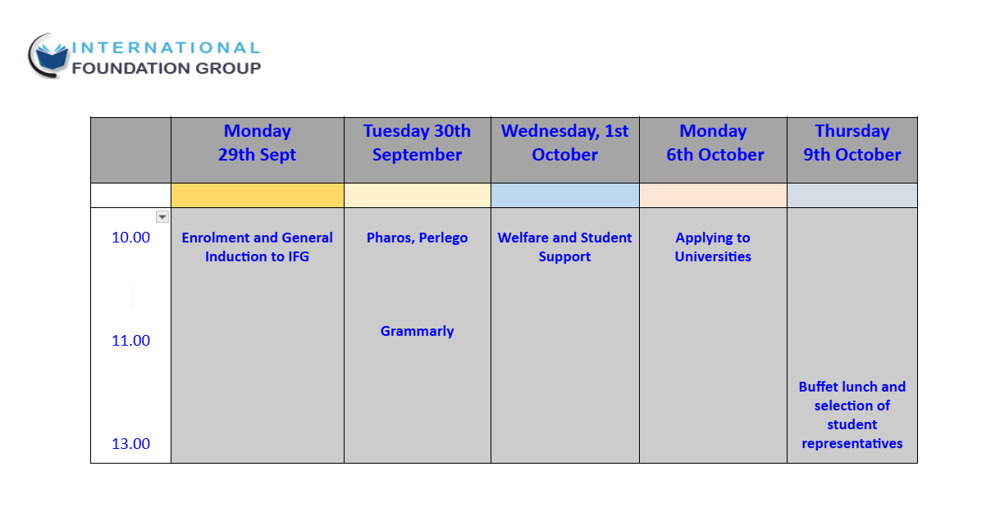 INTERNATIONAL
FOUNDATION GROUP
Monday
29th Sept
Tuesday 30th
September
Wednesday, 1st
October
Monday
6th October
Thursday
9th October
10.00
Enrolment and General
Induction to IFG
Pharos, Perlego
Welfare and Student
Support
Applying to
Universities
11.00
Grammarly
13.00
Buffet lunch and
selection of
student
representatives